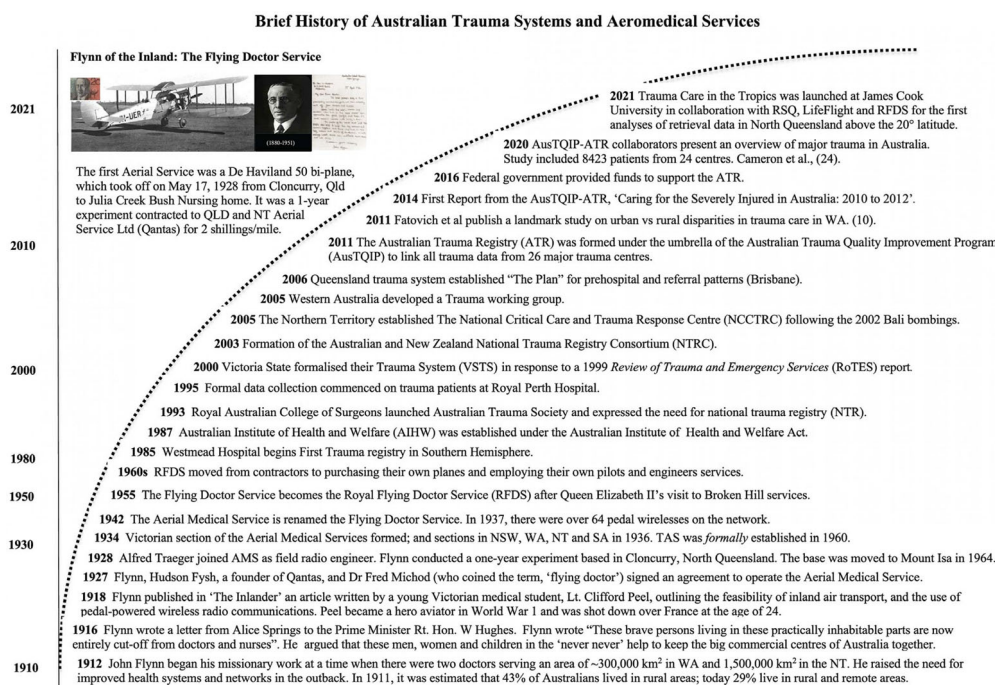 Brief History of Australian Trauma Systems and Aeromedical Services
Flynn of the Inland: The Flying Doctor Service
(1880-1951)
The first Aerial Service was a De Haviland 50 bi-plane,
which took off on May 17, 1928 from Cloncurry, Qld
to Julia Creek Bush Nursing home. It was a 1-year
experiment contracted to QLD and NT Aerial
Service Ltd (Qantas) for 2 shillings/mile.
2021
2021 Trauma Care in the Tropics was launched at James Cook
University in collaboration with RSQ, LifeFlight and RFDS for the first
analyses of retrieval data in North Queensland above the 20° latitude.
2020 AusTQIP-ATR collaborators present an overview of major trauma in Australia.
Study included 8423 patients from 24 centres. Cameron et al., (24).
2016 Federal government provided funds to support the ATR.
2014 First Report from the AusTQIP-ATR, ‘Caring for the Severely Injured in Australia: 2010 to 2012’.
2011 Fatovich et al publish a landmark study on urban vs rural disparities in trauma care in WA. (10).
2010
2011 The Australian Trauma Registry (ATR) was formed under the umbrella of the Australian Trauma Quality Improvement Program
(AusTQIP) to link all trauma data from 26 major trauma centres.
2006 Queensland trauma system established “The Plan” for prehospital and referral patterns (Brisbane).
2005 Western Australia developed a Trauma working group.
2005 The Northern Territory established The National Critical Care and Trauma Response Centre (NCCTRC) following the 2002 Bali bombings.
2003 Formation of the Australian and New Zealand National Trauma Registry Consortium (NTRC).
2000
2000 Victoria State formalised their Trauma System (VSTS) in response to a 1999 Review of Trauma and Emergency Services (RoTES) report.
1995 Formal data collection commenced on trauma patients at Royal Perth Hospital.
1993 Royal Australian College of Surgeons launched Australian Trauma Society and expressed the need for national trauma registry (NTR).
1987 Australian Institute of Health and Welfare (AIHW) was established under the Australian Institute of Health and Welfare Act.
1985 Westmead Hospital begins First Trauma registry in Southern Hemisphere.
1980
1960s RFDS moved from contractors to purchasing their own planes and employing their own pilots and engineers services.
1950
1955 The Flying Doctor Service becomes the Royal Flying Doctor Service (RFDS) after Queen Elizabeth II’s visit to Broken Hill services.
1942 The Aerial Medical Service is renamed the Flying Doctor Service. In 1937, there were over 64 pedal wirelesses on the network.
1934 Victorian section of the Aerial Medical Services formed; and sections in NSW, WA, NT and SA in 1936. TAS was formally established in 1960.
1930
1928 Alfred Traeger joined AMS as field radio engineer. Flynn conducted a one-year experiment based in Cloncurry, North Queensland. The base was moved to Mount Isa in 1964.
1927 Flynn, Hudson Fysh, a founder of Qantas, and Dr Fred Michod (who coined the term, ‘flying doctor’) signed an agreement to operate the Aerial Medical Service.
1918 Flynn published in ‘The Inlander’ an article written by a young Victorian medical student, Lt. Clifford Peel, outlining the feasibility of inland air transport, and the use of
pedal-powered wireless radio communications. Peel became a hero aviator in World War 1 and was shot down over France at the age of 24.
1916 Flynn wrote a letter from Alice Springs to the Prime Minister Rt. Hon. W Hughes. Flynn wrote “These brave persons living in these practically inhabitable parts are now
entirely cut-off from doctors and nurses”. He argued that these men, women and children in the ‘never never’ help to keep the big commercial centres of Australia together.
1910
1912 John Flynn began his missionary work at a time when there were two doctors serving an area of ~300,000 km² in WA and 1,500,000 km² in the NT. He raised the need for
improved health systems and networks in the outback. In 1911, it was estimated that 43% of Australians lived in rural areas; today 29% live in rural and remote areas.